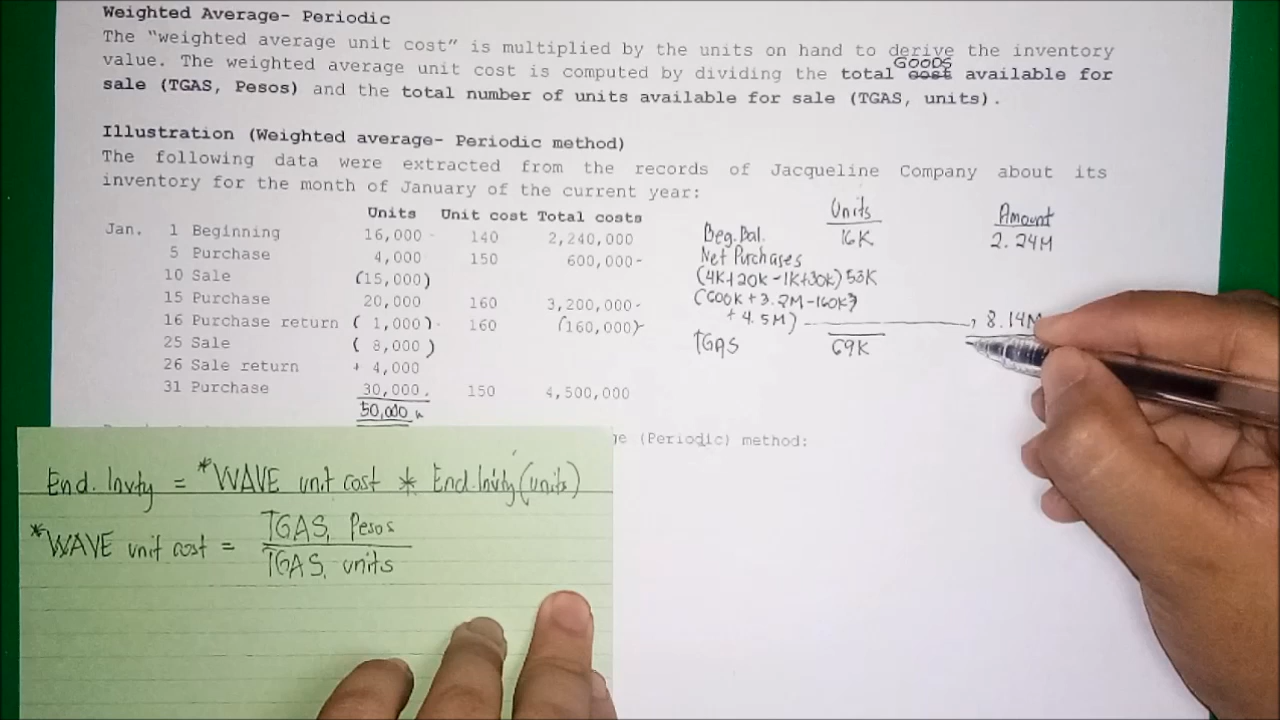 Weighted Average- Periodic
The "weighted average unit cost" is multiplied by the units on hand to derive the inventory
value. The weighted average unit cost is computed by dividing the total cost GOODS available for
sale (TGAS, Pesos) and the total number of units available for sale (TGAS, units).
Illustration (Weighted average- Periodic method)
The following data were extracted from the records of Jacqueline Company about its
inventory for the month of January of the current year:
Units Unit cost Total costs
Jan. 1 Beginning 16,000 140 2,240,000
5 Purchase 4,000 150 600,000
10 Sale (15,000)
15 Purchase 20,000 160 3,200,000
16 Purchase return ( 1,000) 160 (160,000)
25 Sale ( 8,000 )
26 Sale return + 4,000
31 Purchase 30,000 150 4,500,000
50,000
Units Amount
Beg. Bal. 16K 2.24M
Net Purchases
(4K+20K-1K+30K) 53K
(600K + 3.2M-160K
+ 4.5M) 8.14M
TGAS 69K
(Periodic) method:
End. Invty = *WAVE unit cost * End. Invty (units)
*WAVE unit cost = TGAS, Pesos
TGAS, units